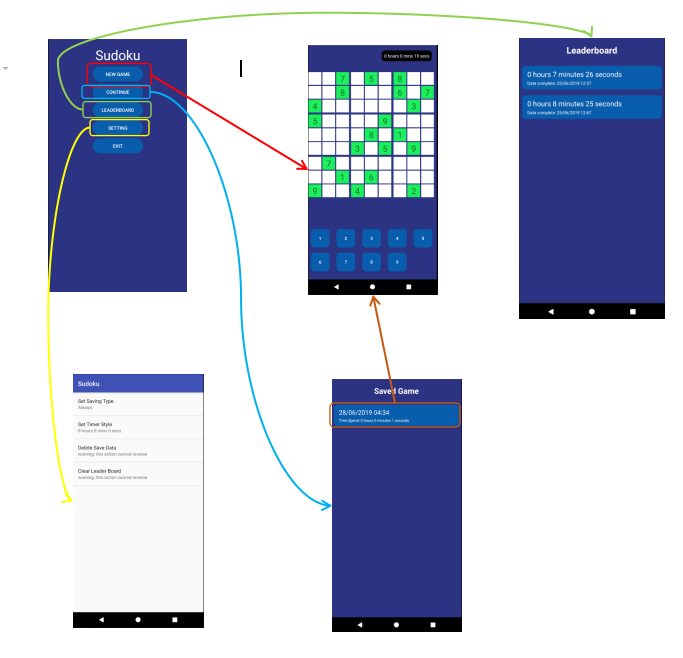 Sudoku
NEW GAME
CONTINUE
LEADERBOARD
SETTING
EXIT
0 hours 0 mins 19 secs
7 5 8
8 6 7
4 3
5 9
8 1
3 5 9
7
1 6
9 4 2
1 2 3 4 5
6 7 8 9
Leaderboard
0 hours 7 minutes 26 seconds
Date complete: 25/06/2019 12:57
0 hours 8 minutes 25 seconds
Date complete: 25/06/2019 12:47
Sudoku
Set Saving Type
Always
Set Timer Style
0 hours 0 mins 0 secs
Delete Save Data
warning: this action cannot reverse
Clear Leader Board
warning: this action cannot reverse
Saved Game
28/06/2019 04:34
Time Spend: 0 hours 0 minutes 1 seconds